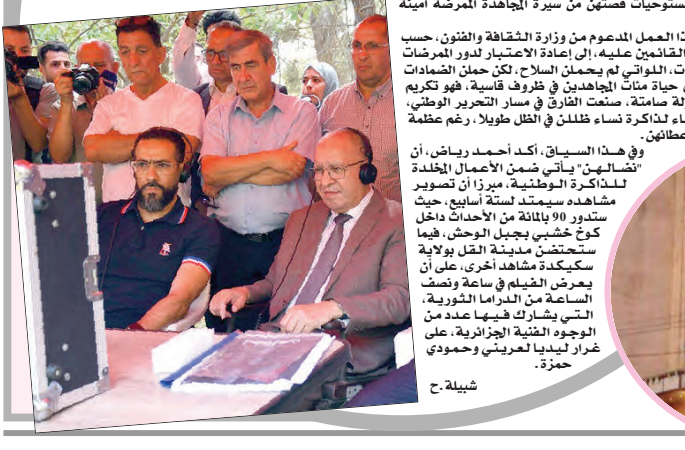 ستوحيات قصتهن من سيرة المجاهدة الممرضة امينة
ا العمل المدعوم من وزارة الثقافة والفنون، حسب
القائمين عليه، إلى إعادة الاعتبار لدور الممرضات
ت، اللواتي لم يحملن السلاح، لكن حملن الضمادات
حياة مئات المجاهدين في ظروف قاسية. فهو تكريم
لة صامتة، صنعت الفارق في مسار التحرير الوطني،
اء لذاكرة نساء ظللن في الظل طويلا، رغم عظمة
عطائهن.
وفي هذا السياق، أكد أحمد رياض، أن
"نضالهن" يأتي ضمن الأعمال المخلدة
للذاكرة الوطنية، مبرزا أن تصوير
مشاهده سيمتد لستة أسابيع، حيث
ستدور 90 بالمائة من الأحداث داخل
كوخ خشبي بجبل الوحش، فيما
ستحتضن مدينة القل بولاية
سكيكدة مشاهد أخرى، على أن
يعرض الفيلم في ساعة ونصف
الساعة من الدراما الثورية،
التي يشارك فيها عدد من
الوجوه الفنية الجزائرية، على
غرار ليديا لعريني وحمودي
حمزة.
شبيلة.ح